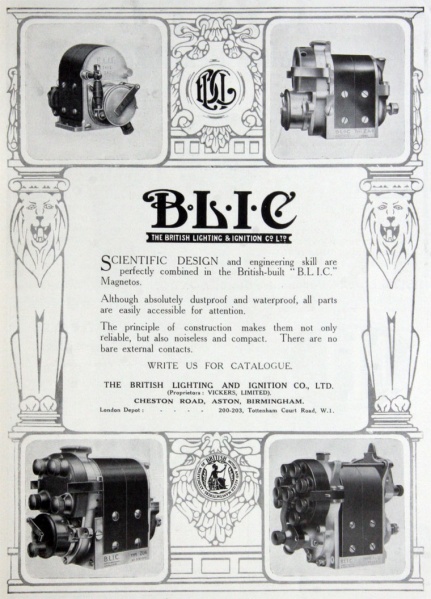 B·L·I·C
THE BRITISH LIGHTING & IGNITION Co LTD
SCIENTIFIC DESIGN and engineering skill are
perfectly combined in the British-built "B.L.I.C."
Magnetos.
Although absolutely dustproof and waterproof, all parts
are easily accessible for attention.
The principle of construction makes them not only
reliable, but also noiseless and compact. There are no
bare external contacts.
WRITE US FOR CATALOGUE.
THE BRITISH LIGHTING AND IGNITION CO., LTD.
(Proprietors: VICKERS, LIMITED).
CHESTON ROAD, ASTON, BIRMINGHAM.
London Depot: - - - - 200-203, Tottenham Court Road, W.1.
BLIC
BLIC